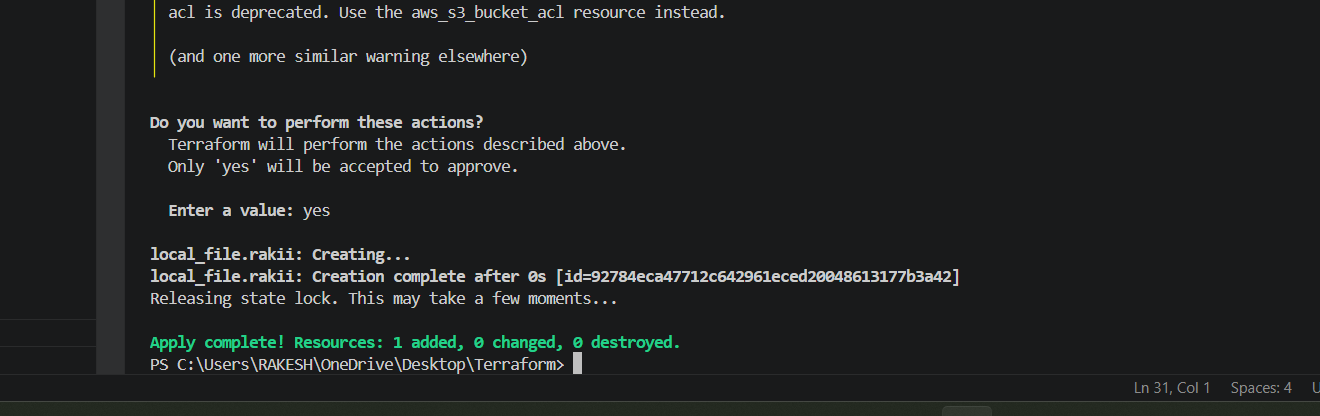 acl is deprecated. Use the aws_s3_bucket_acl resource instead.
(and one more similar warning elsewhere)
Do you want to perform these actions?
Terraform will perform the actions described above.
Only 'yes' will be accepted to approve.
Enter a value: yes
local_file.rakii: Creating...
local_file.rakii: Creation complete after 0s [id=92784eca47712c642961eced20048613177b3a42]
Releasing state lock. This may take a few moments...
Apply complete! Resources: 1 added, 0 changed, 0 destroyed.
PS C:\Users\RAKESH\OneDrive\Desktop\Terraform>
Ln 31, Col 1 Spaces: 4